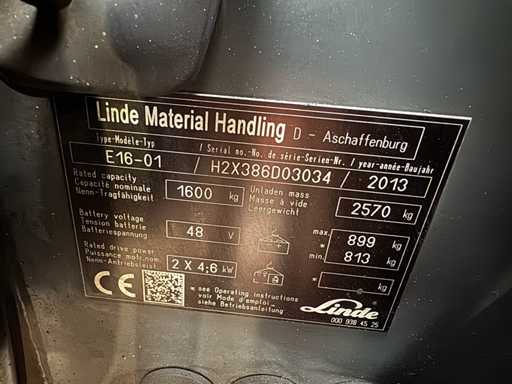 Linde Material Handling D - Aschaffenburg
Type-Modèle-Typ / Serial no.-No. de série-Serien-Nr. / year-année-Baujahr
E16-01 / H2X386D03034 / 2013
Rated capacity
Capacité nominale
Nenn-Tragfähigkeit
1600 kg
Unladen mass
Masse à vide
Leergewicht
2570 kg
Battery voltage
Tension batterie
Batteriespannung
48 V
max 899 kg
*
min. 813 kg
Rated drive power
Puissance motr.nom.
Nenn-Antriebsleist.
2 X 4,6 kW
* kg
CE
* see Operating instructions
voir Mode d'emploi
siehe Betriebsanleitung
Linde
000 938 45 25